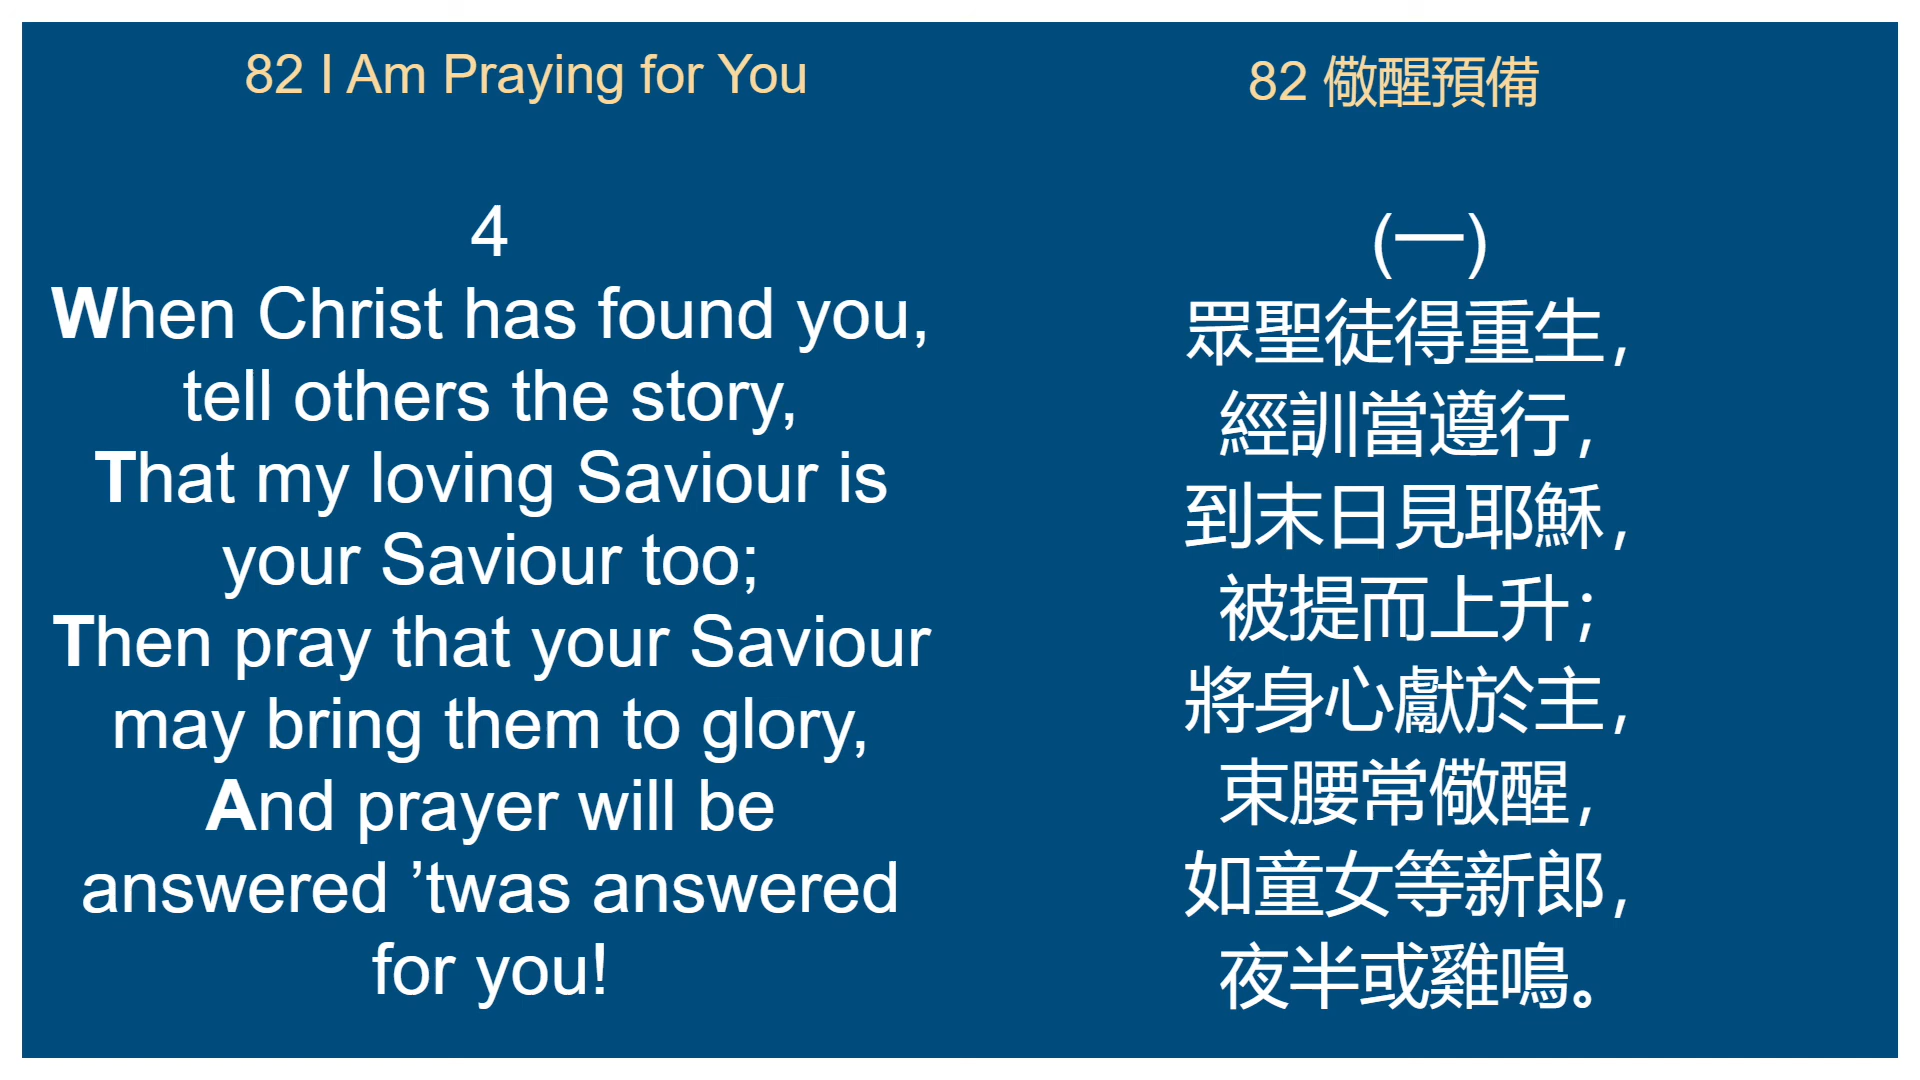 82 I Am Praying for You
4
When Christ has found you,
tell others the story,
That my loving Saviour is
your Saviour too;
Then pray that your Saviour
may bring them to glory,
And prayer will be
answered ’twas answered
for you!
82 儆醒預備
(一)
眾聖徒得重生，
經訓當遵行，
到末日見耶穌，
被提而上升；
將身心獻於主，
束腰常儆醒，
如童女等新郎，
夜半或雞鳴。